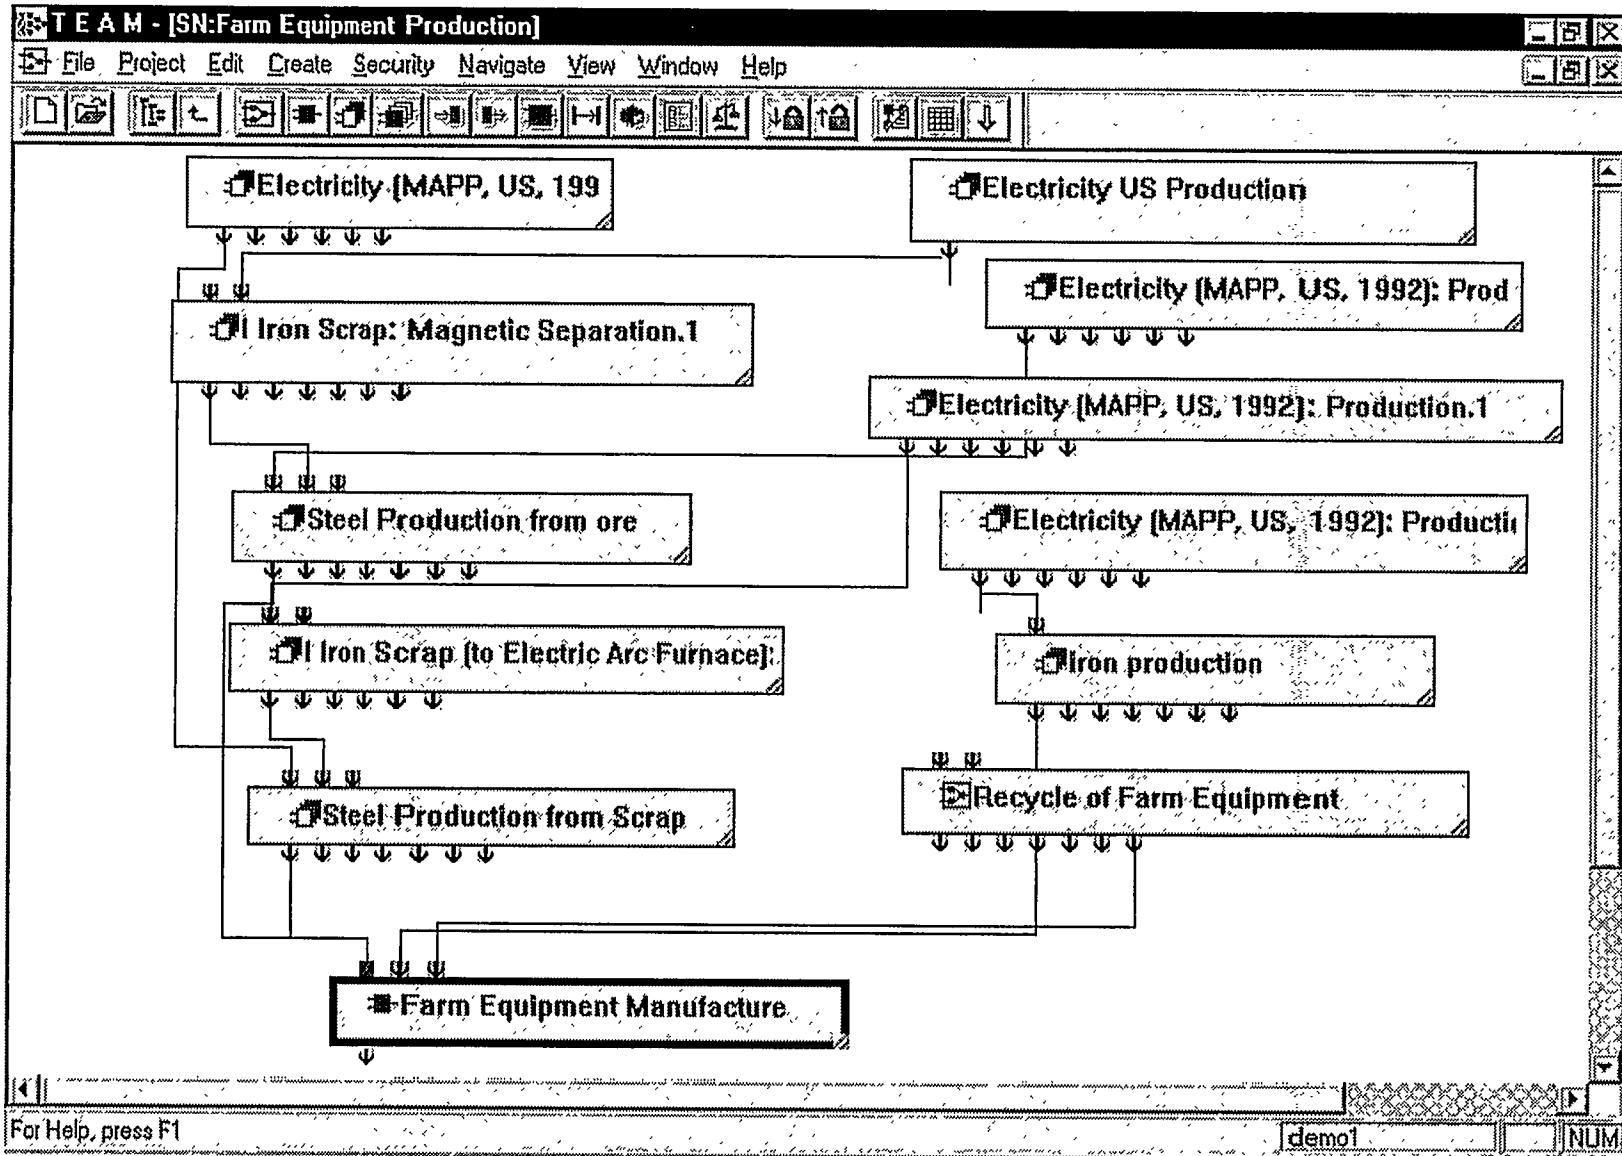 T E A M - [SN:Farm Equipment Production]
File Project Edit Create Security Navigate View Window Help
Electricity (MAPP, US, 199
Electricity US Production
Electricity (MAPP, US, 1992): Prod
I Iron Scrap: Magnetic Separation.1
Electricity (MAPP, US, 1992): Production.1
Steel Production from ore
Electricity (MAPP, US, 1992): Producti
I Iron Scrap (to Electric Arc Furnace):
Iron production
Steel Production from Scrap
Recycle of Farm Equipment
Farm Equipment Manufacture
For Help, press F1
demo1
NUM